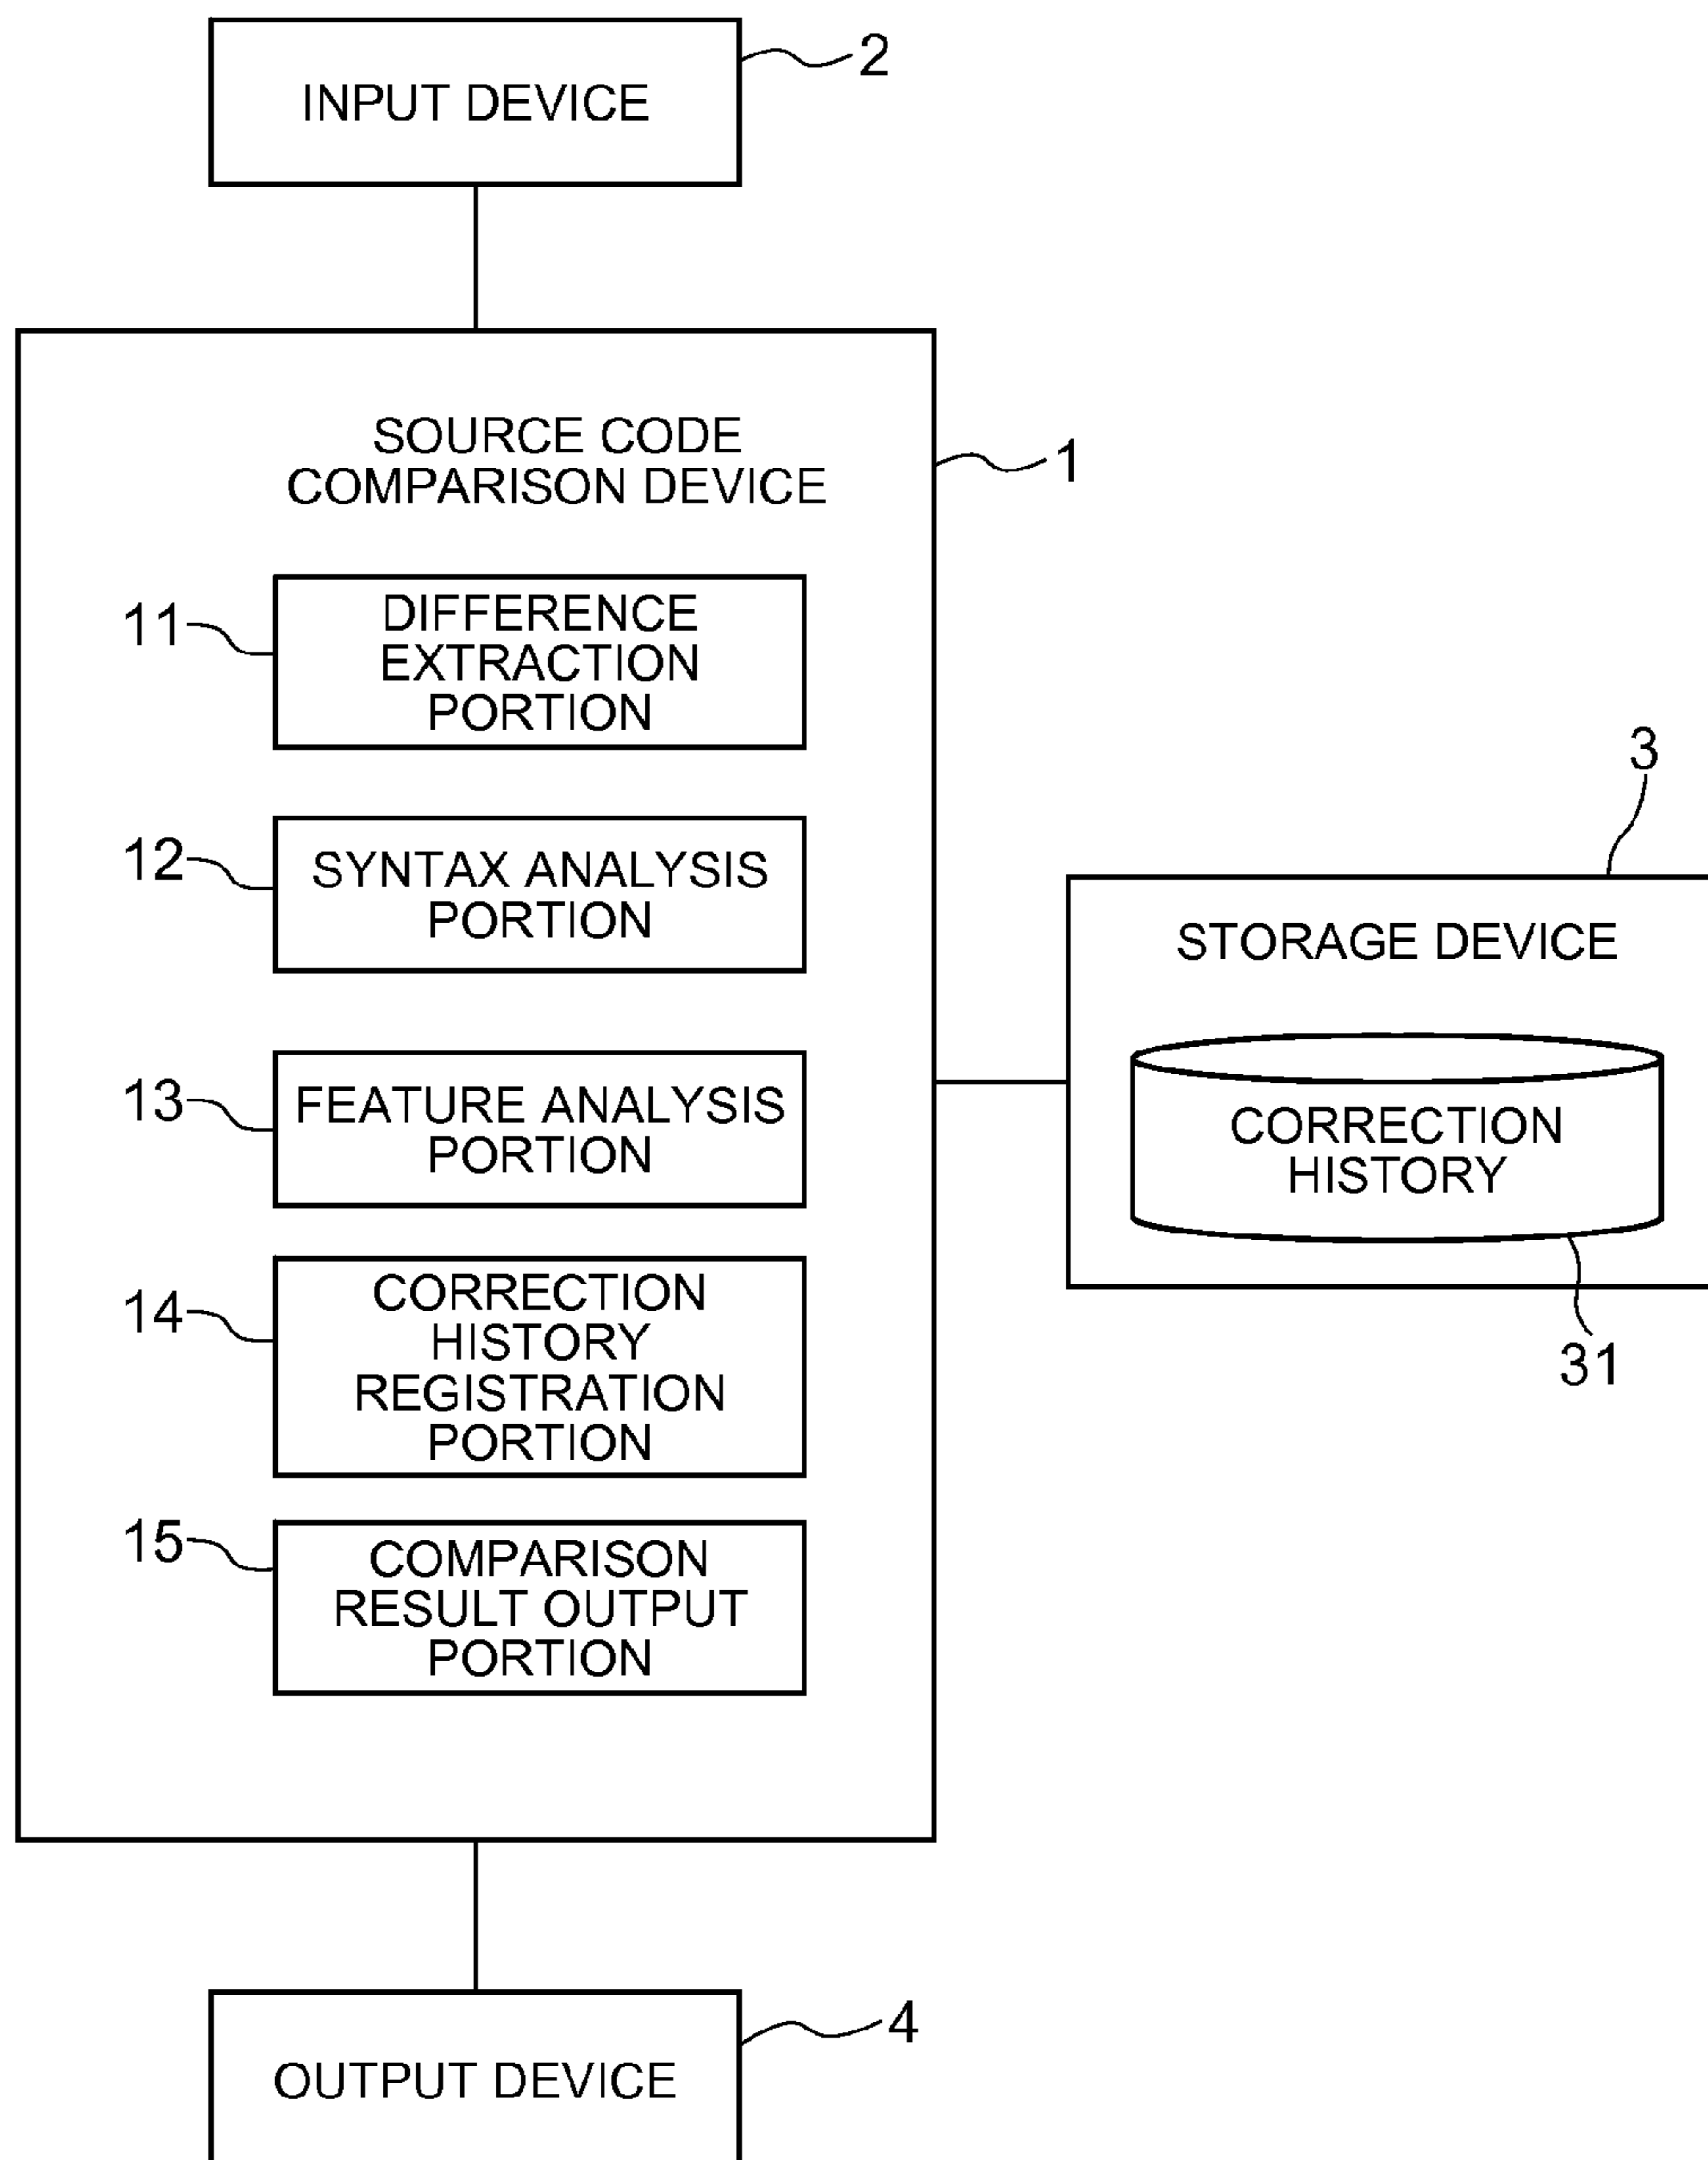 2
INPUT DEVICE
SOURCE CODE
COMPARISON DEVICE
1
11
DIFFERENCE
EXTRACTION
PORTION
12
SYNTAX ANALYSIS
PORTION
13
FEATURE ANALYSIS
PORTION
14
CORRECTION
HISTORY
REGISTRATION
PORTION
15
COMPARISON
RESULT OUTPUT
PORTION
3
STORAGE DEVICE
CORRECTION
HISTORY
31
4
OUTPUT DEVICE